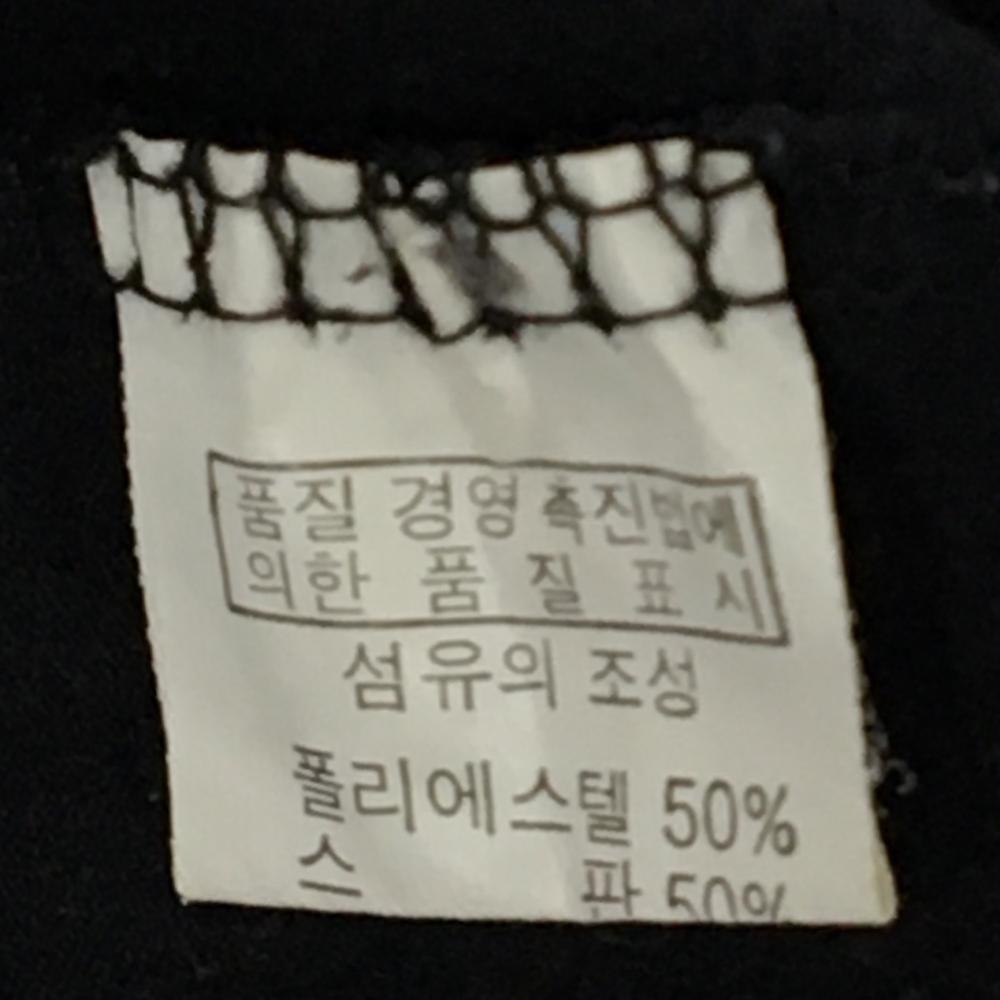 품질 경영 촉진법에
의한 품 질 표 시
섬유의 조성
폴리에스텔 50%
스 판 50%